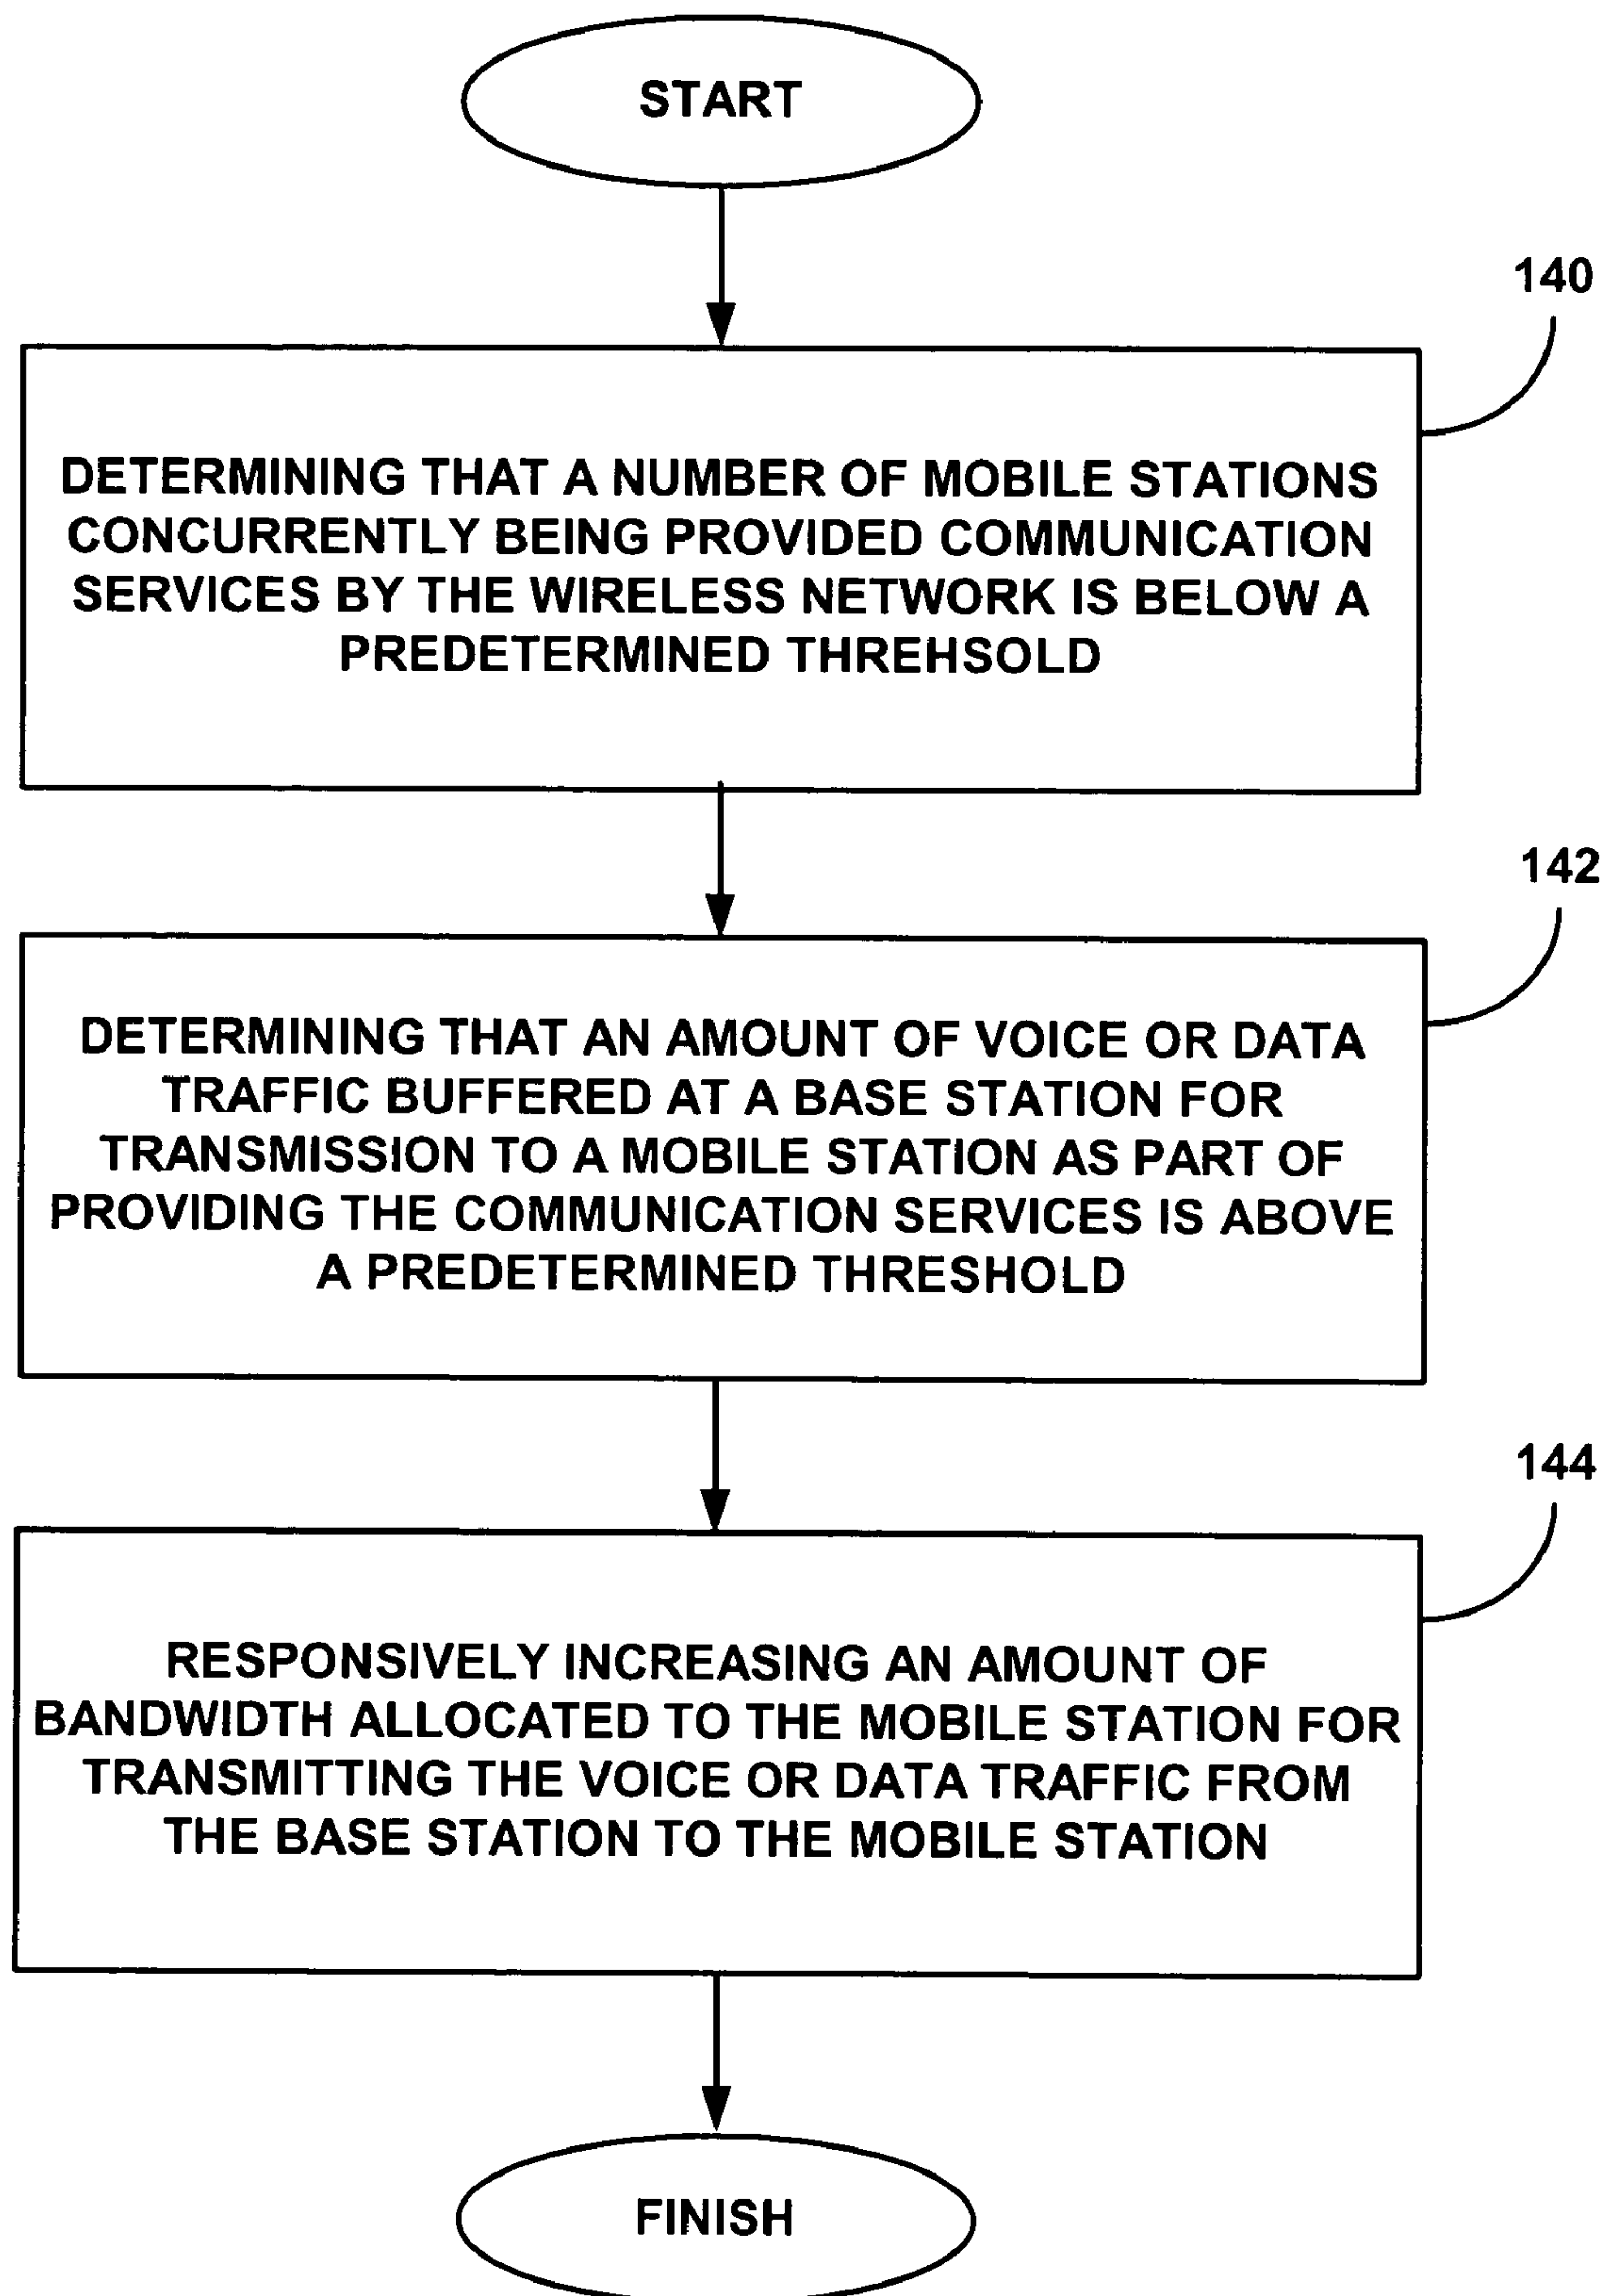 START
140
DETERMINING THAT A NUMBER OF MOBILE STATIONS
CONCURRENTLY BEING PROVIDED COMMUNICATION
SERVICES BY THE WIRELESS NETWORK IS BELOW A
PREDETERMINED THREHSOLD
142
DETERMINING THAT AN AMOUNT OF VOICE OR DATA
TRAFFIC BUFFERED AT A BASE STATION FOR
TRANSMISSION TO A MOBILE STATION AS PART OF
PROVIDING THE COMMUNICATION SERVICES IS ABOVE
A PREDETERMINED THRESHOLD
144
RESPONSIVELY INCREASING AN AMOUNT OF
BANDWIDTH ALLOCATED TO THE MOBILE STATION FOR
TRANSMITTING THE VOICE OR DATA TRAFFIC FROM
THE BASE STATION TO THE MOBILE STATION
FINISH